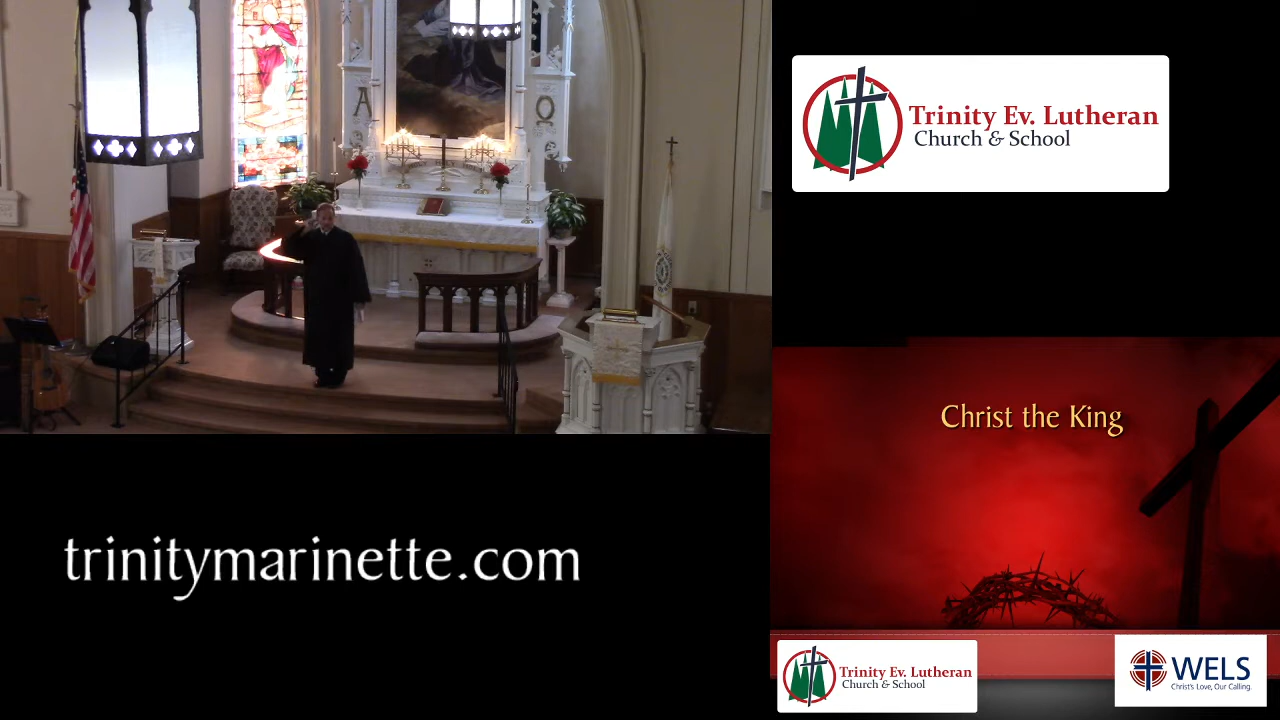 A
Ω
Trinity Ev. Lutheran
Church & School
Christ the King
trinitymarinette.com
Trinity Ev. Lutheran
Church & School
WELS
Christ's Love, Our Calling.